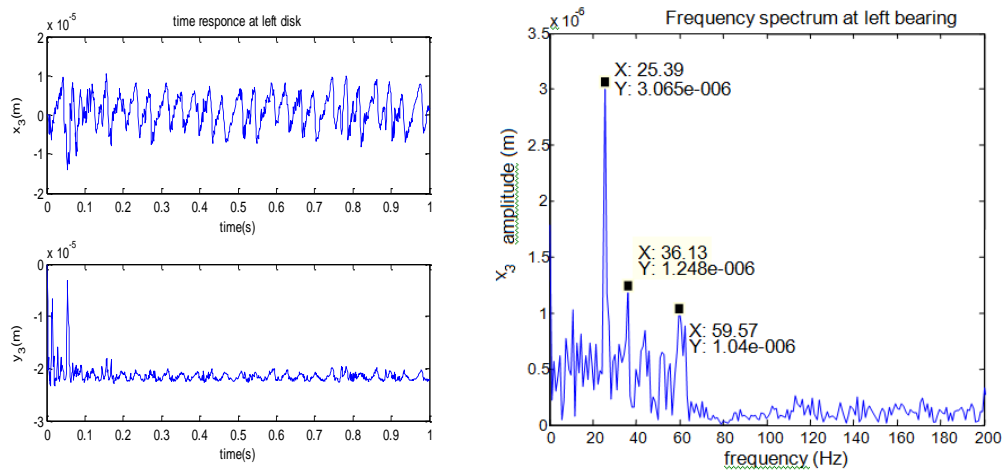 time responce at left disk
x 10^-5
2
1
0
-1
-2
x_3(m)
0 0.1 0.2 0.3 0.4 0.5 0.6 0.7 0.8 0.9 1
time(s)
x 10^-5
0
-1
-2
-3
y_3(m)
0 0.1 0.2 0.3 0.4 0.5 0.6 0.7 0.8 0.9 1
time(s)
x 10^-6
Frequency spectrum at left bearing
3.5
3
2.5
2
1.5
1
0.5
0
x_3 amplitude (m)
X: 25.39
Y: 3.065e-006
X: 36.13
Y: 1.248e-006
X: 59.57
Y: 1.04e-006
0 20 40 60 80 100 120 140 160 180 200
frequency (Hz)